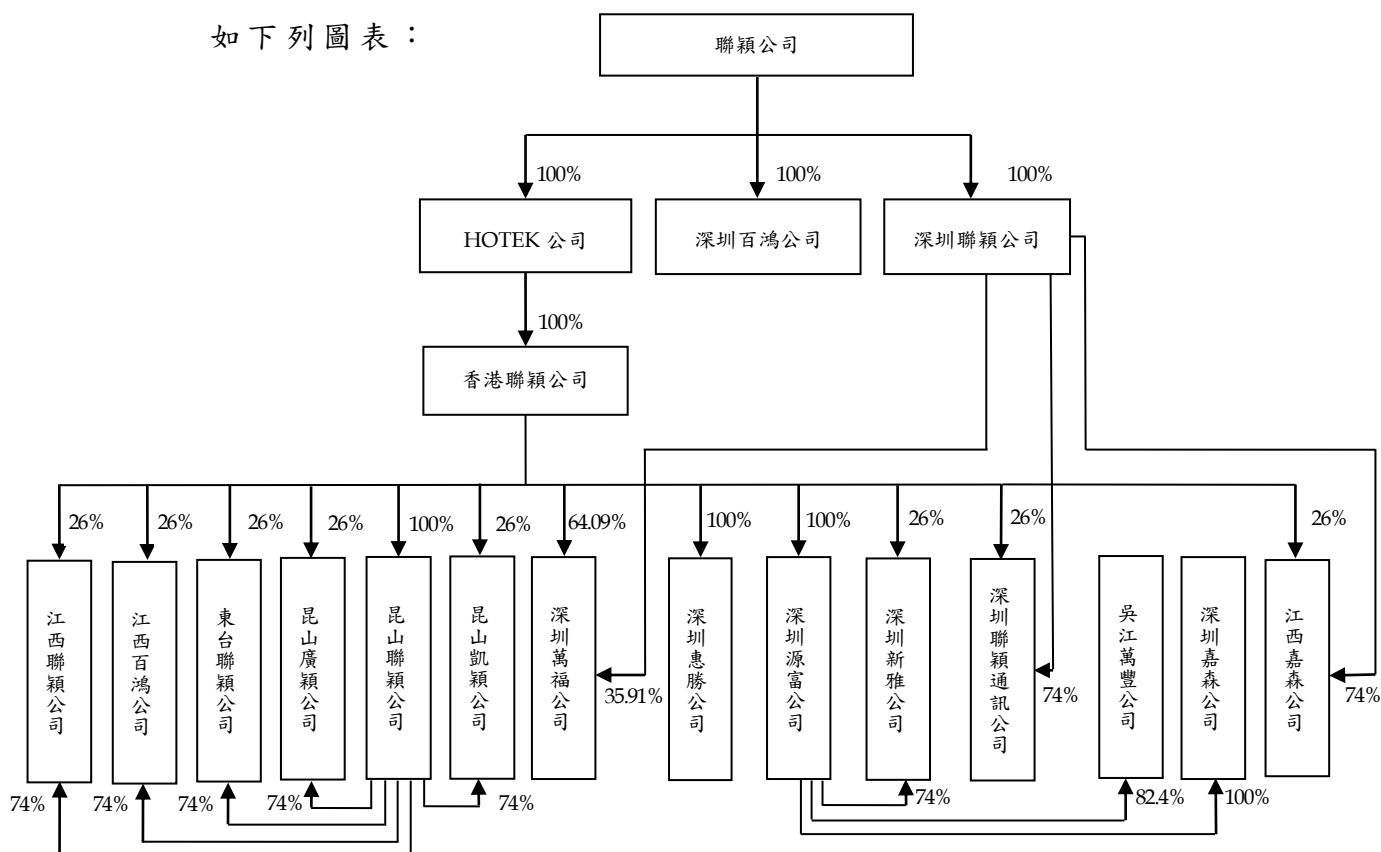 如下列圖表：
聯穎公司
100%
100%
100%
HOTEK 公司
深圳百鴻公司
深圳聯穎公司
100%
香港聯穎公司
26%
26%
26%
26%
100%
26%
64.09%
100%
100%
26%
26%
26%
江西聯穎公司
江西百鴻公司
東台聯穎公司
昆山廣穎公司
昆山聯穎公司
昆山凱穎公司
深圳萬福公司
深圳惠勝公司
深圳源富公司
深圳新雅公司
深圳聯穎通訊公司
吳江萬豐公司
深圳嘉森公司
江西嘉森公司
35.91%
74%
74%
74%
74%
74%
74%
74%
74%
82.4%
100%